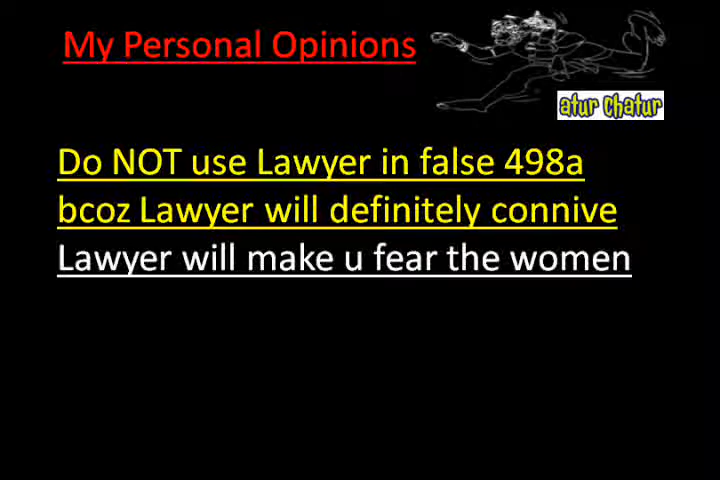 My Personal Opinions
atur chatur
Do NOT use Lawyer in false 498a
bcoz Lawyer will definitely connive
Lawyer will make u fear the women